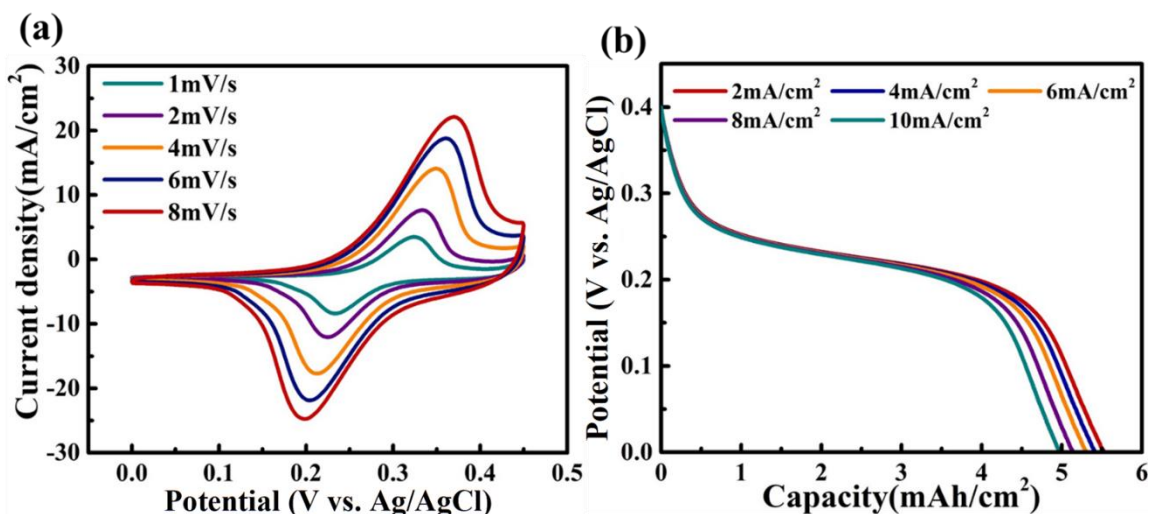 (a)
30
20
10
0
-10
-20
-30
Current density(mA/cm²)
1mV/s
2mV/s
4mV/s
6mV/s
8mV/s
0.0 0.1 0.2 0.3 0.4 0.5
Potential (V vs. Ag/AgCl)
(b)
0.4
0.3
0.2
0.1
0.0
Potential (V vs. Ag/AgCl)
2mA/cm² 4mA/cm² 6mA/cm²
8mA/cm² 10mA/cm²
0 1 2 3 4 5 6
Capacity(mAh/cm²)